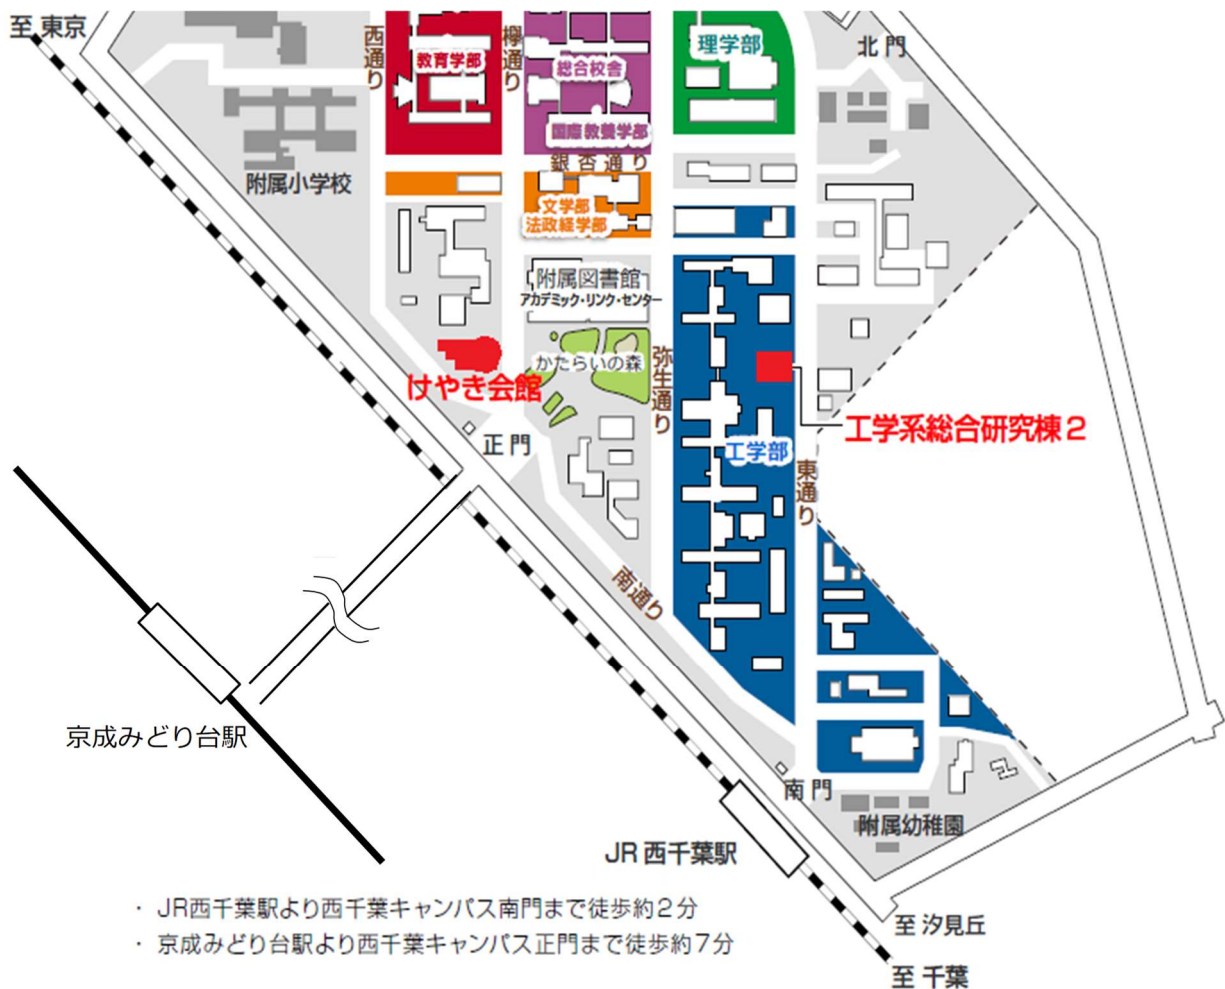 至 東京
西通り
教育学部
欅通り
総合校舎
国際教養学部
理学部
北門
銀杏通り
附属小学校
文学部
法政経学部
附属図書館
アカデミック・リンク・センター
かたらいの森
弥生通り
けやき会館
工学系総合研究棟2
正門
工学部
東通り
南通り
京成みどり台駅
南門
附属幼稚園
JR 西千葉駅
・ JR西千葉駅より西千葉キャンパス南門まで徒歩約2分
・ 京成みどり台駅より西千葉キャンパス正門まで徒歩約7分
至 汐見丘
至 千葉